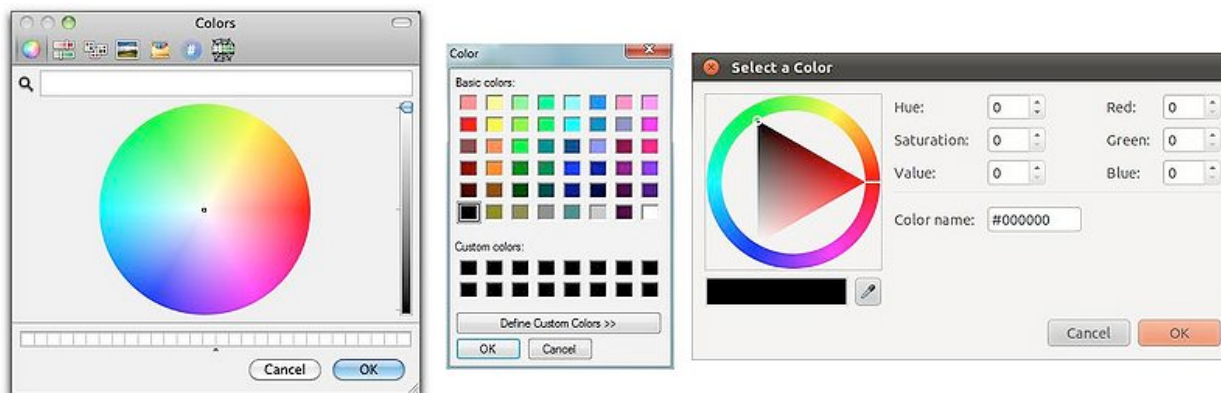 Colors
Cancel
OK
Color
Basic colors:
Custom colors:
Define Custom Colors >>
OK
Cancel
Select a Color
Hue: 0 Red: 0
Saturation: 0 Green: 0
Value: 0 Blue: 0
Color name: #000000
Cancel OK